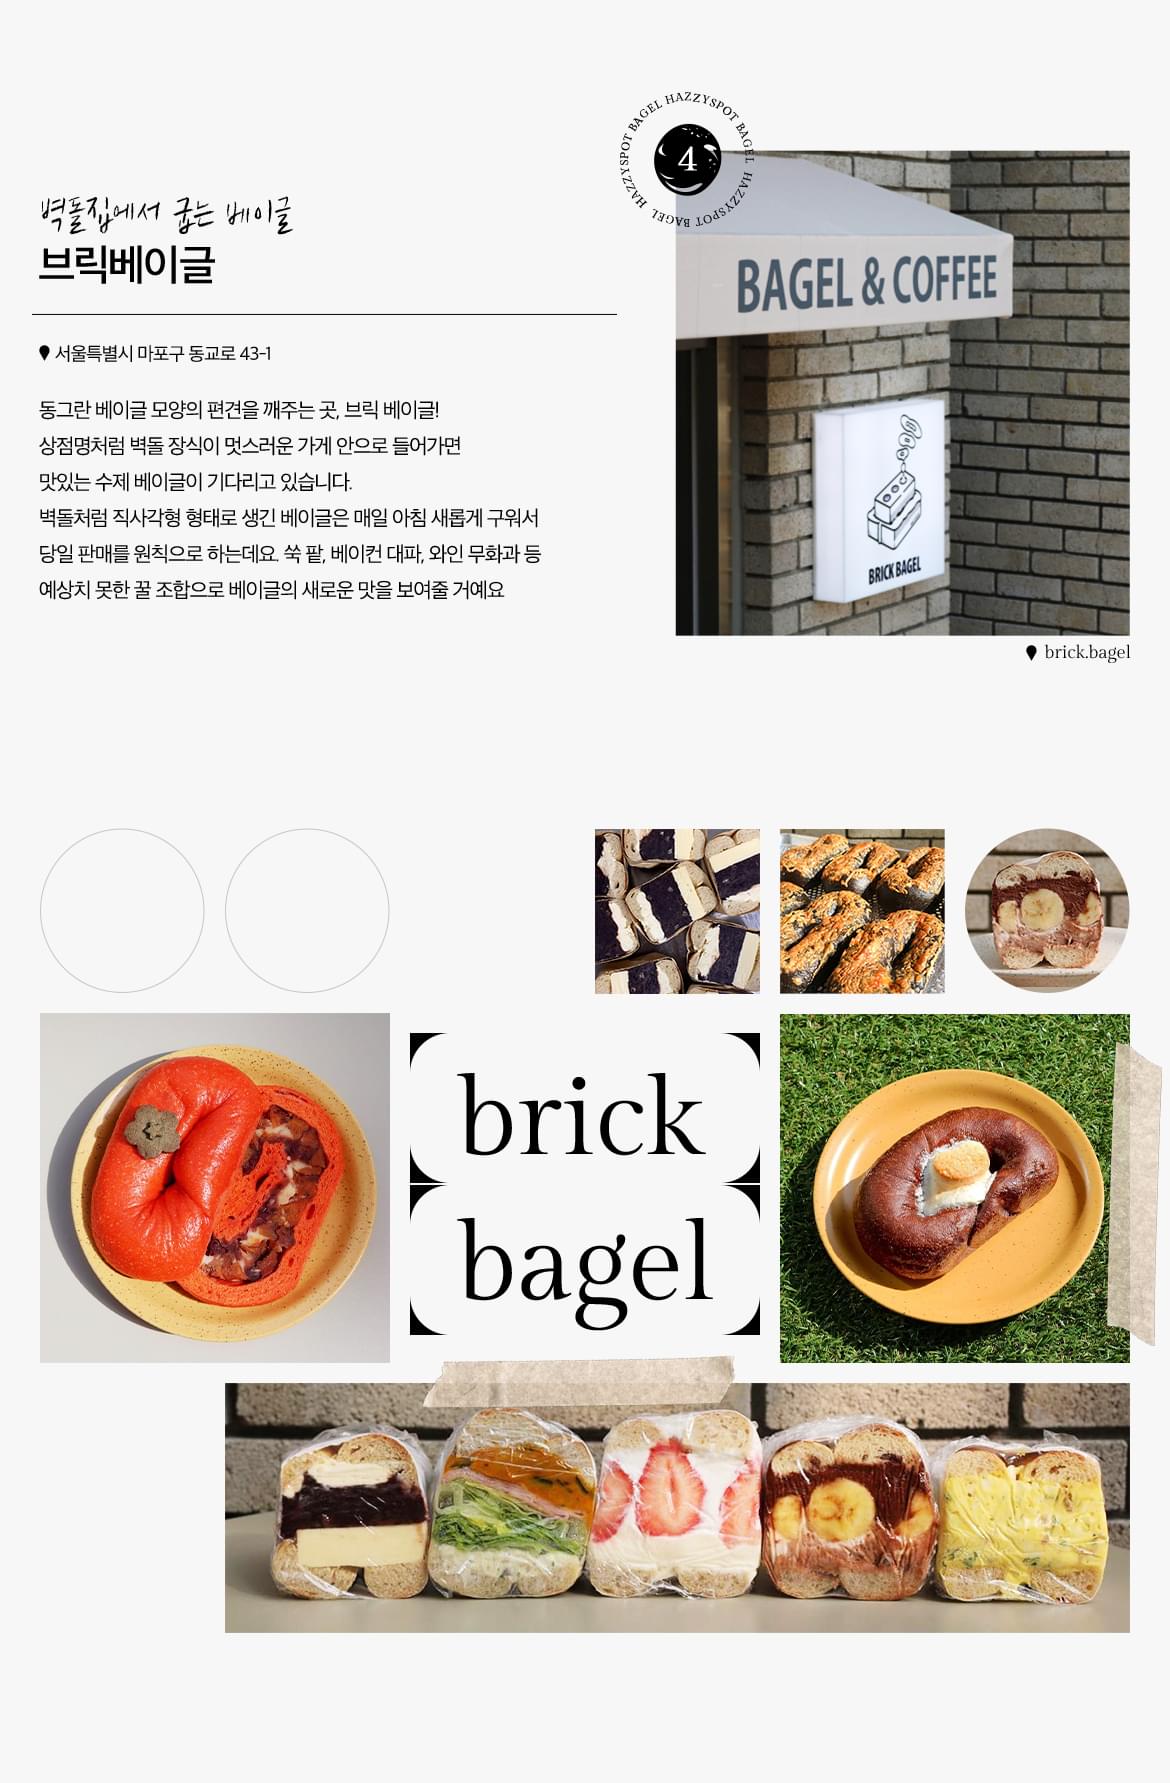 HAZZYSPOT BAGEL HAZZYSPOT BAGEL HAZZYSPOT BAGEL
4
벽돌집에서 굽는 베이글
브릭베이글
서울특별시 마포구 동교로 43-1
동그란 베이글 모양의 편견을 깨주는 곳, 브릭 베이글!
상점명처럼 벽돌 장식이 멋스러운 가게 안으로 들어가면
맛있는 수제 베이글이 기다리고 있습니다.
벽돌처럼 직사각형 형태로 생긴 베이글은 매일 아침 새롭게 구워서
당일 판매를 원칙으로 하는데요. 쑥 팥, 베이컨 대파, 와인 무화과 등
예상치 못한 꿀 조합으로 베이글의 새로운 맛을 보여줄 거예요
BAGEL & COFFEE
BRICK BAGEL
brick.bagel
brick
bagel